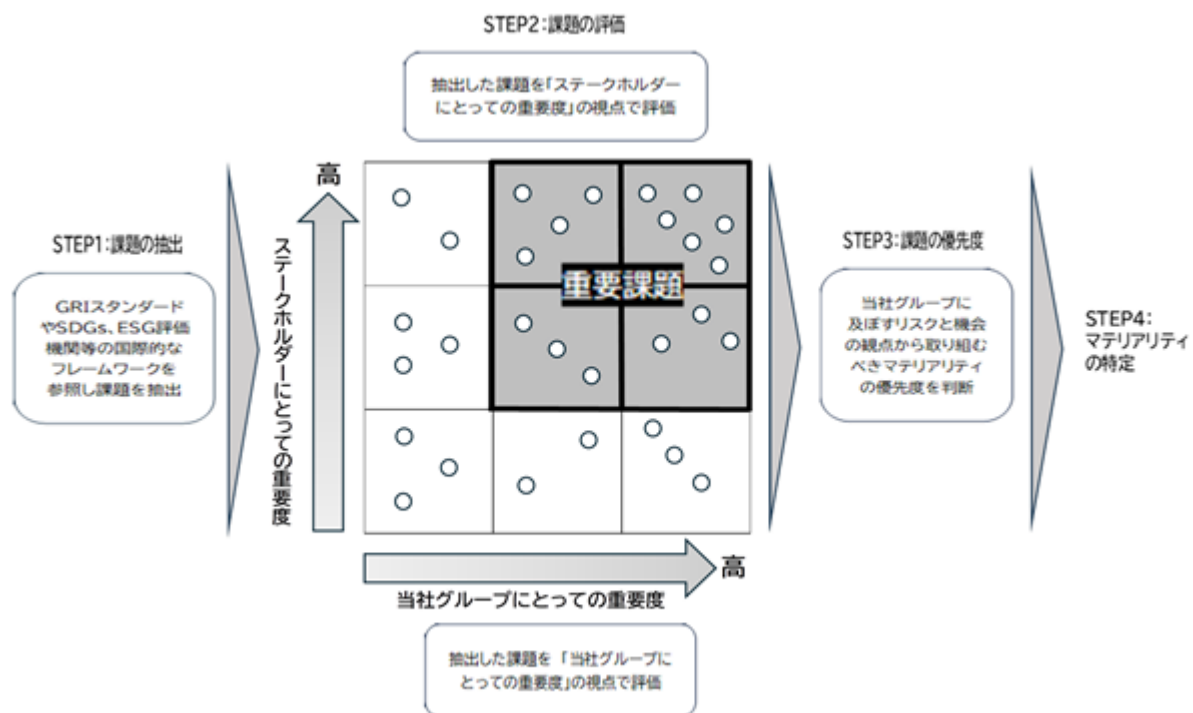 STEP1：課題の抽出
GRIスタンダード
やSDGs、ESG評価
機関等の国際的な
フレームワークを
参照し課題を抽出
STEP2：課題の評価
抽出した課題を「ステークホルダー
にとっての重要度」の視点で評価
高
ステークホルダーにとっての重要度
重要課題
高
当社グループにとっての重要度
抽出した課題を「当社グループに
とっての重要度」の視点で評価
STEP3：課題の優先度
当社グループに
及ぼすリスクと機会
の観点から取り組む
べきマテリアリティ
の優先度を判断
STEP4：
マテリアリティ
の特定